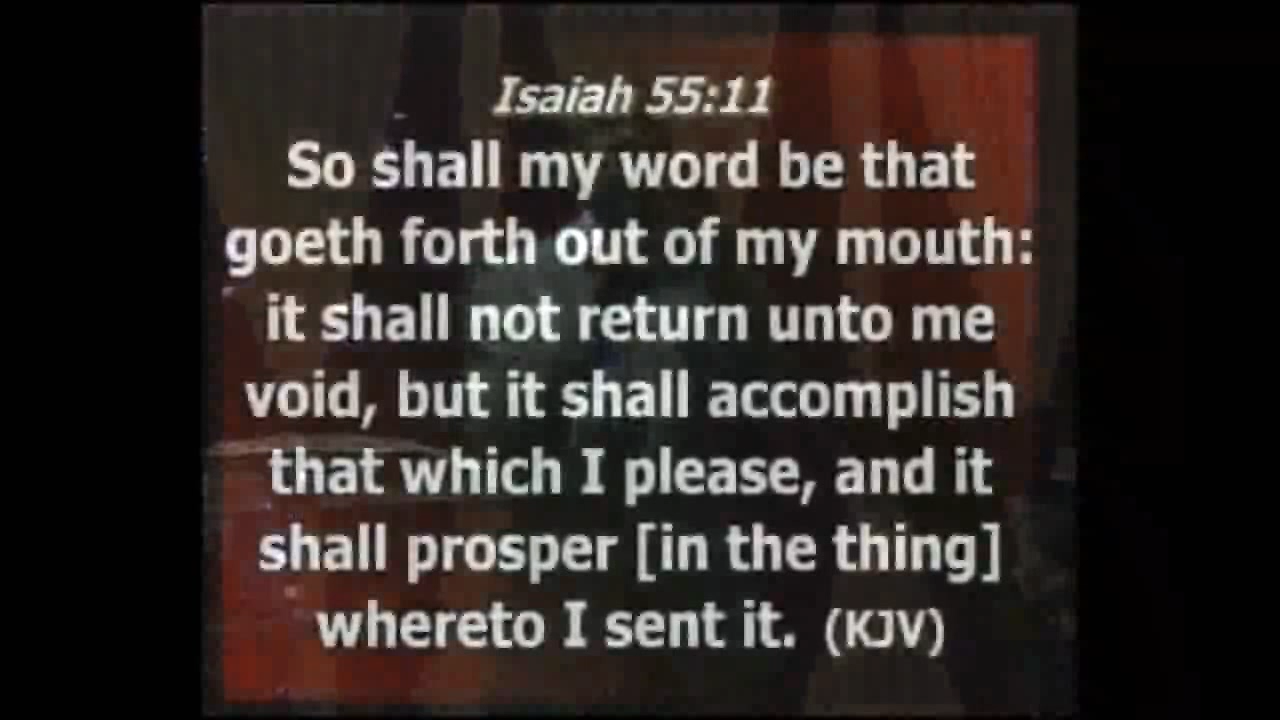 Isaiah 55:11
So shall my word be that
goeth forth out of my mouth:
it shall not return unto me
void, but it shall accomplish
that which I please, and it
shall prosper [in the thing]
whereto I sent it. (KJV)